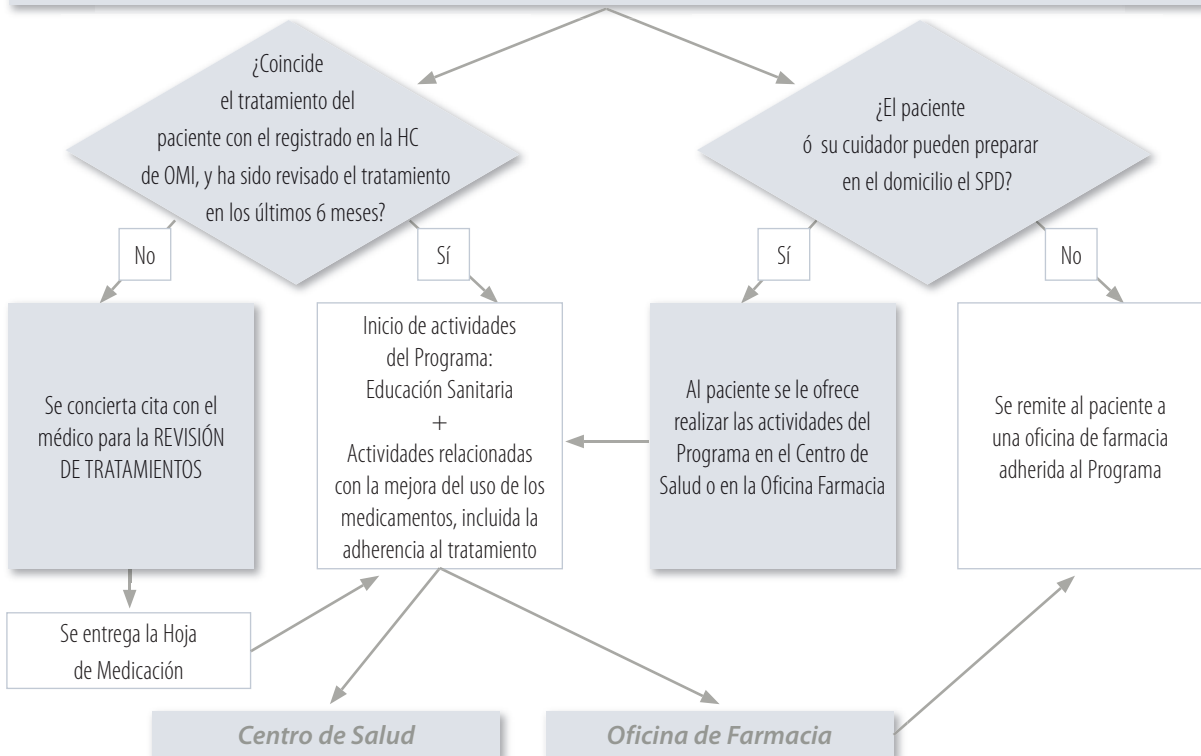 ¿Coincide
el tratamiento del
paciente con el registrado en la HC
de OMI, y ha sido revisado el tratamiento
en los últimos 6 meses?
¿El paciente
ó su cuidador pueden preparar
en el domicilio el SPD?
No
Sí
Sí
No
Se concierta cita con el
médico para la REVISIÓN
DE TRATAMIENTOS
Inicio de actividades
del Programa:
Educación Sanitaria
+
Actividades relacionadas
con la mejora del uso de los
medicamentos, incluida la
adherencia al tratamiento
Al paciente se le ofrece
realizar las actividades del
Programa en el Centro de
Salud o en la Oficina Farmacia
Se remite al paciente a
una oficina de farmacia
adherida al Programa
Se entrega la Hoja
de Medicación
Centro de Salud
Oficina de Farmacia